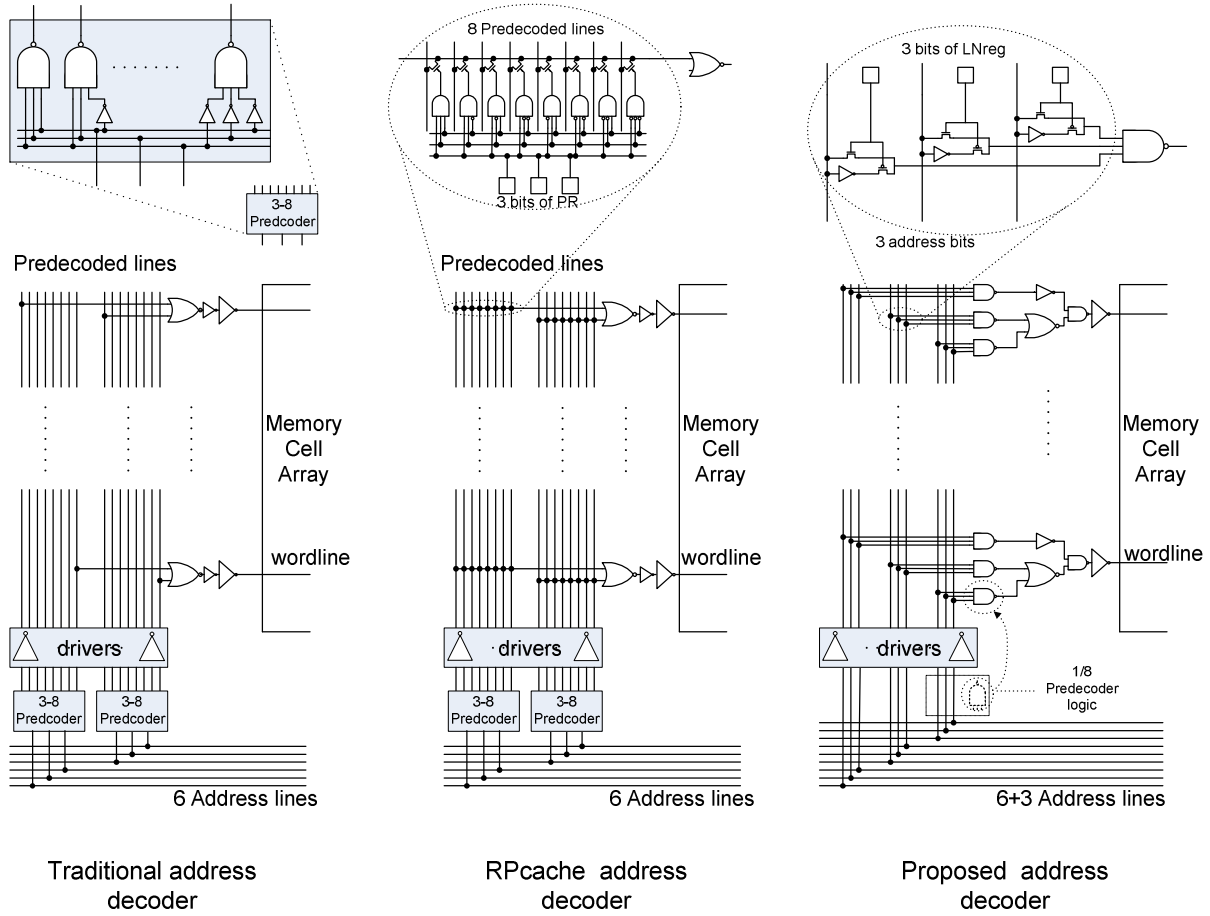 8 Predecoded lines
3 bits of LNreg
3-8
Predcoder
3 bits of PR
3 address bits
Predecoded lines
Predecoded lines
Memory
Cell
Array
Memory
Cell
Array
Memory
Cell
Array
wordline
wordline
wordline
drivers
drivers
drivers
3-8
Predcoder
3-8
Predcoder
3-8
Predcoder
3-8
Predcoder
1/8
Predecoder
logic
6 Address lines
6 Address lines
6+3 Address lines
Traditional address
decoder
RPcache address
decoder
Proposed address
decoder